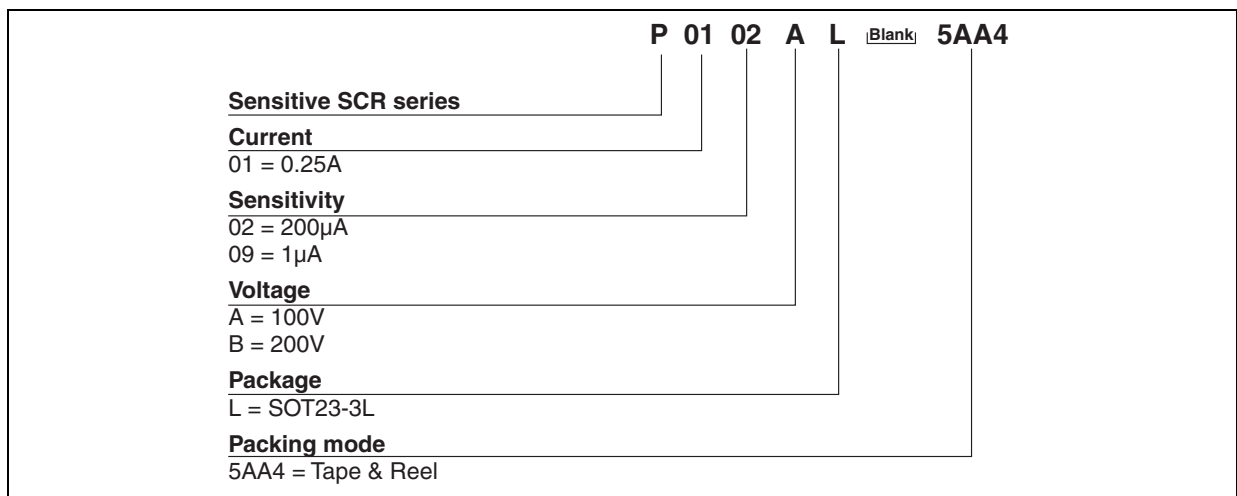 P 01 02 A L Blank 5AA4
Sensitive SCR series
Current
01 = 0.25A
Sensitivity
02 = 200µA
09 = 1µA
Voltage
A = 100V
B = 200V
Package
L = SOT23-3L
Packing mode
5AA4 = Tape & Reel